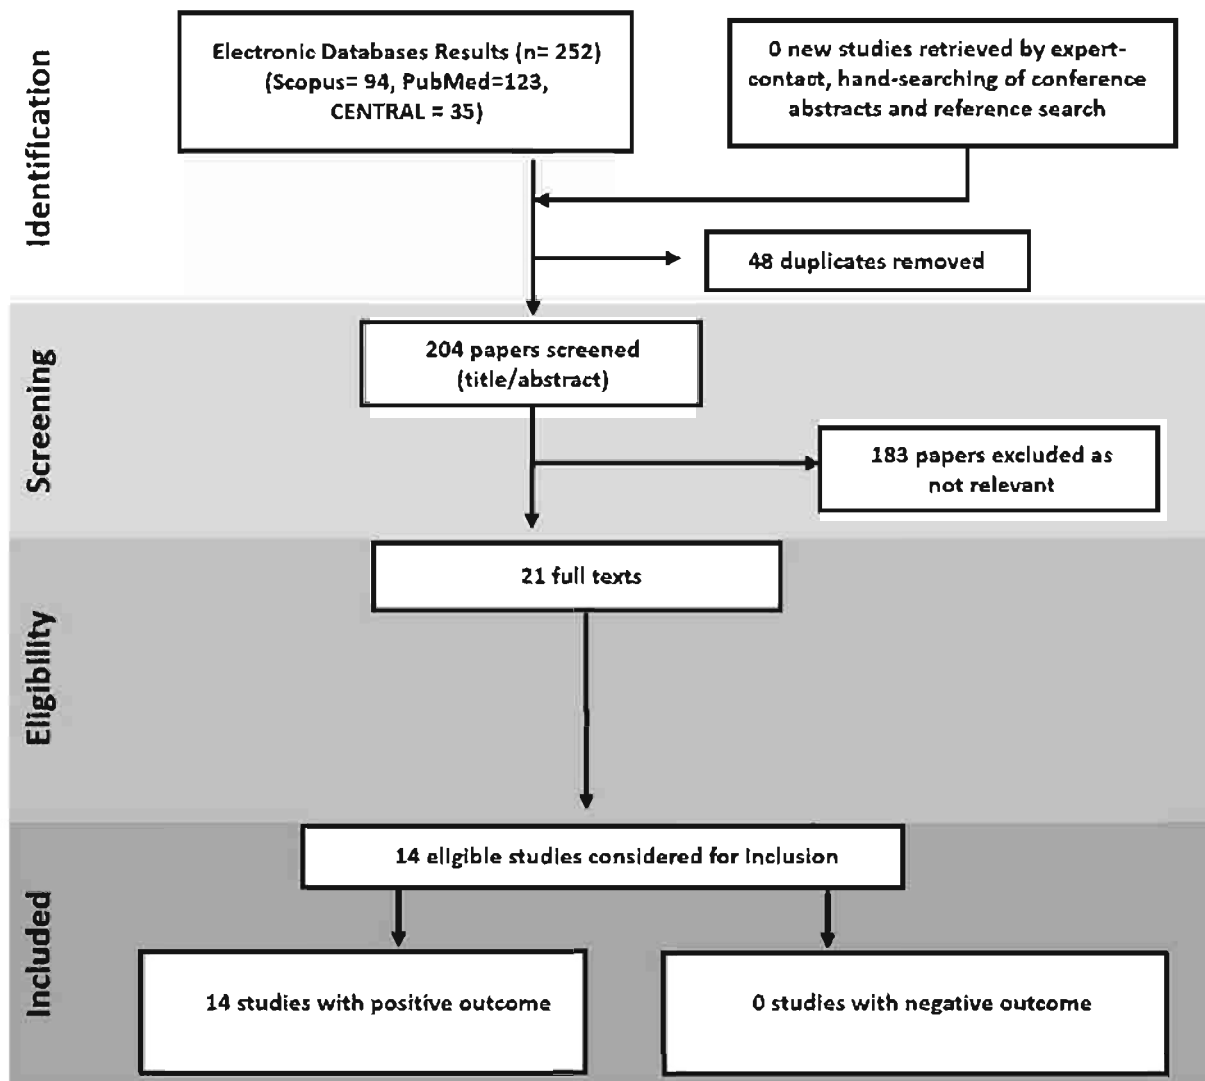 Identification
Electronic Databases Results (n= 252)
(Scopus= 94, PubMed=123,
CENTRAL = 35)
0 new studies retrieved by expert-
contact, hand-searching of conference
abstracts and reference search
48 duplicates removed
Screening
204 papers screened
(title/abstract)
183 papers excluded as
not relevant
Eligibility
21 full texts
Included
14 eligible studies considered for inclusion
14 studies with positive outcome
0 studies with negative outcome